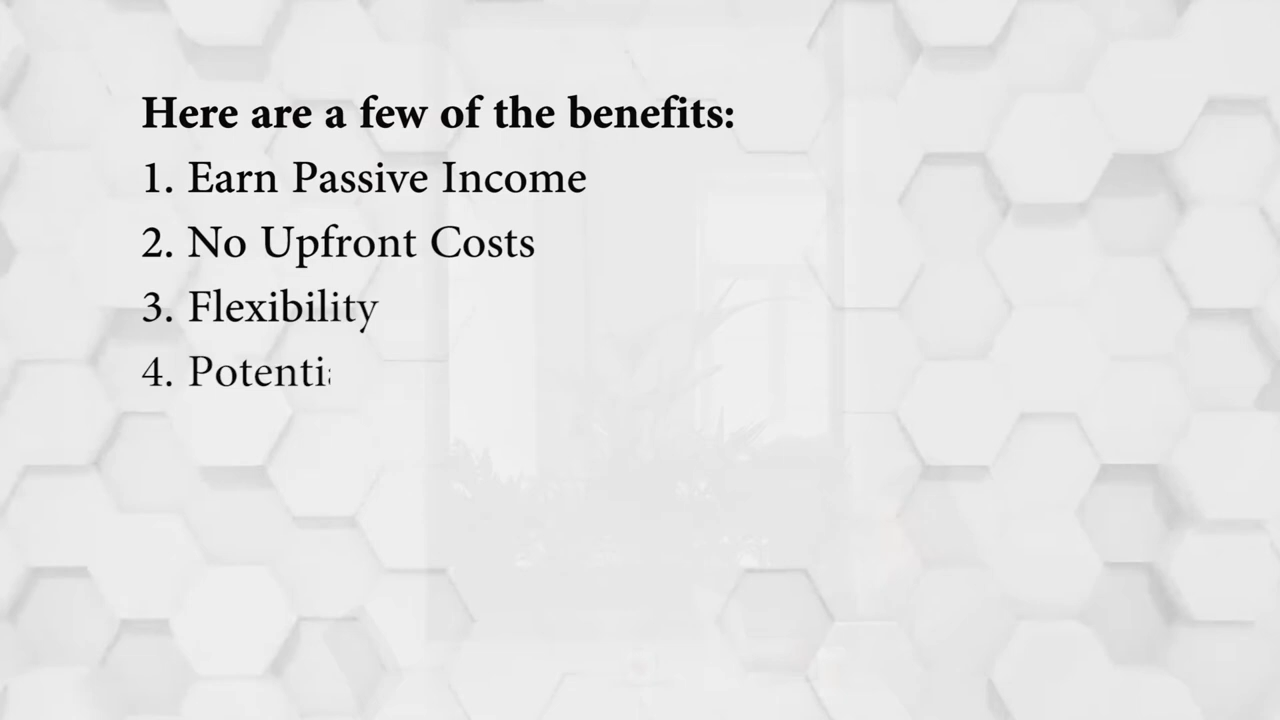 Here are a few of the benefits:
1. Earn Passive Income
2. No Upfront Costs
3. Flexibility
4.